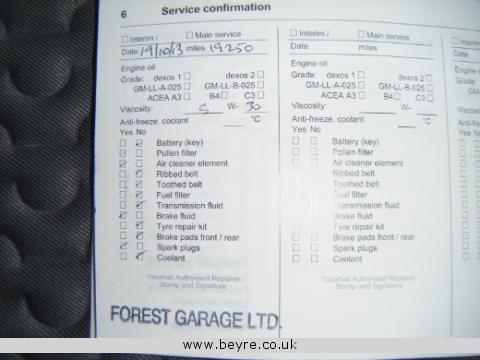 6 Service confirmation
☐ Interim / ☐ Main service
Date 19/10/13 miles 19250
Engine oil
Grade: dexos 1 ☐ dexos 2 ☐
GM-LL-A-025 ☐ GM-LL-B-025 ☐
ACEA A3 ☐ B4 ☐ C3 ☐
Viscosity: 5 W- 30
Anti-freeze, coolant °C
Yes No
Battery (key)
Pollen filter
Air cleaner element
Ribbed belt
Toothed belt
Fuel filter
Transmission fluid
Brake fluid
Tyre repair kit
Brake pads front / rear
Spark plugs
Coolant
Vauxhall Authorised Repairer
Stamp and Signature
FOREST GARAGE LTD.
☐ Interim / ☐ Main service
Date miles
Engine oil
Grade: dexos 1 ☐ dexos 2 ☐
GM-LL-A-025 ☐ GM-LL-B-025 ☐
ACEA A3 ☐ B4 ☐ C3 ☐
Viscosity: W-
Anti-freeze, coolant °C
Yes No
Battery (key)
Pollen filter
Air cleaner element
Ribbed belt
Toothed belt
Fuel filter
Transmission fluid
Brake fluid
Tyre repair kit
Brake pads front / rear
Spark plugs
Coolant
Vauxhall Authorised Repairer
Stamp and Signature
www.beyre.co.uk